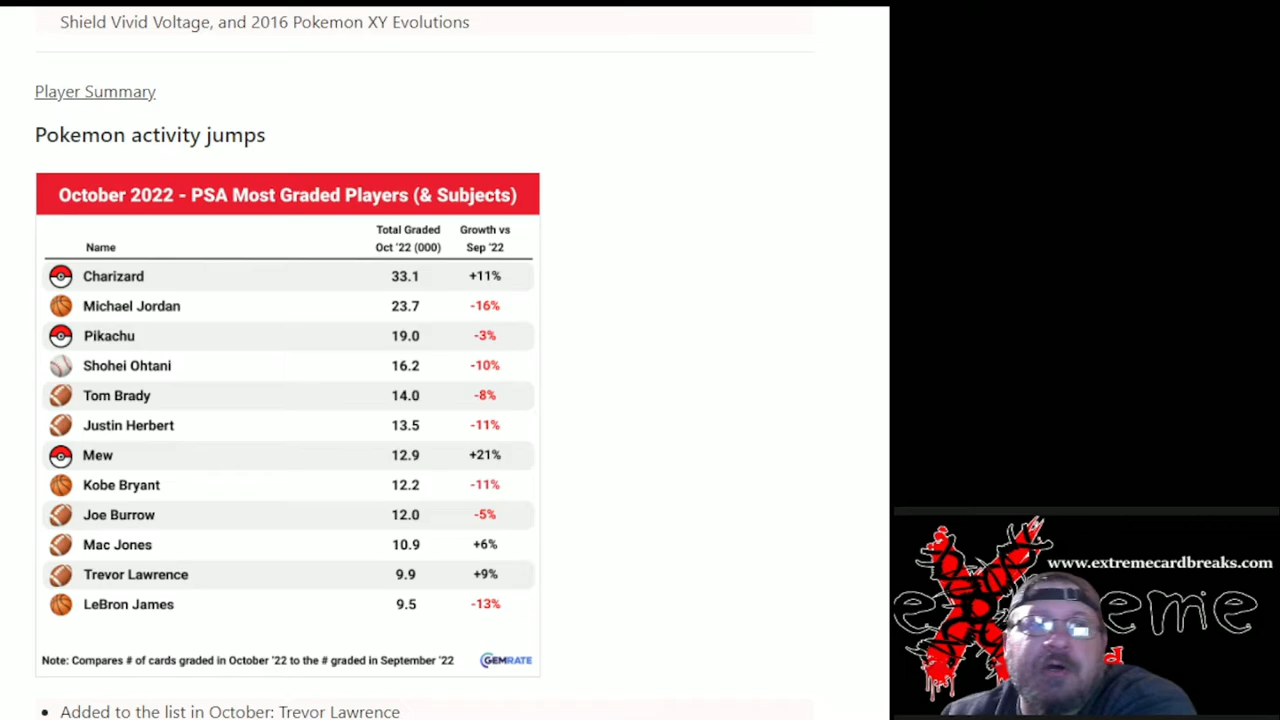 Shield Vivid Voltage, and 2016 Pokemon XY Evolutions
Player Summary
Pokemon activity jumps
October 2022 - PSA Most Graded Players (& Subjects)
Name Total Graded Oct '22 (000) Growth vs Sep '22
Charizard 33.1 +11%
Michael Jordan 23.7 -16%
Pikachu 19.0 -3%
Shohei Ohtani 16.2 -10%
Tom Brady 14.0 -8%
Justin Herbert 13.5 -11%
Mew 12.9 +21%
Kobe Bryant 12.2 -11%
Joe Burrow 12.0 -5%
Mac Jones 10.9 +6%
Trevor Lawrence 9.9 +9%
LeBron James 9.5 -13%
Note: Compares # of cards graded in October '22 to the # graded in September '22 GEMRATE
• Added to the list in October: Trevor Lawrence
www.extremecardbreaks.com